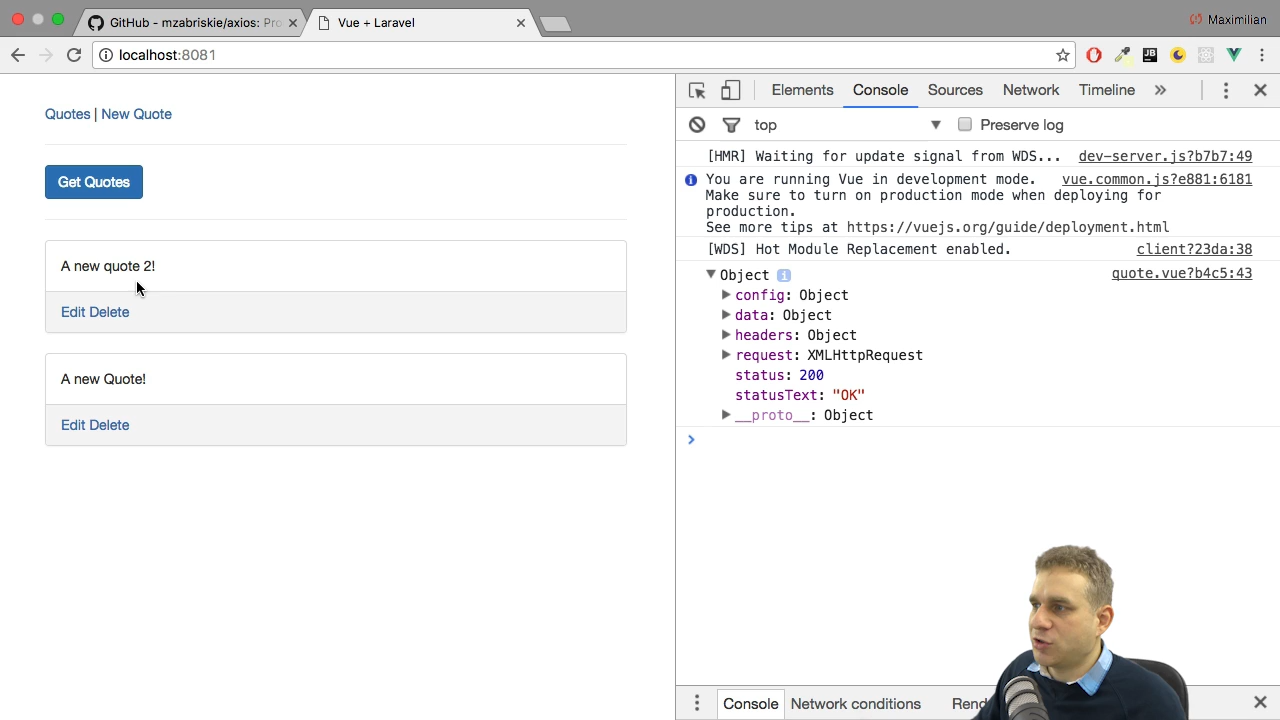 GitHub - mzabriskie/axios: Pro
Vue + Laravel
Maximilian
localhost:8081
JB
Quotes | New Quote
Get Quotes
A new quote 2!
Edit Delete
A new Quote!
Edit Delete
Elements Console Sources Network Timeline »
top
Preserve log
[HMR] Waiting for update signal from WDS... dev-server.js?b7b7:49
You are running Vue in development mode. vue.common.js?e881:6181
Make sure to turn on production mode when deploying for
production.
See more tips at https://vuejs.org/guide/deployment.html
[WDS] Hot Module Replacement enabled. client?23da:38
Object quote.vue?b4c5:43
config: Object
data: Object
headers: Object
request: XMLHttpRequest
status: 200
statusText: "OK"
__proto__: Object
Console Network conditions Rend